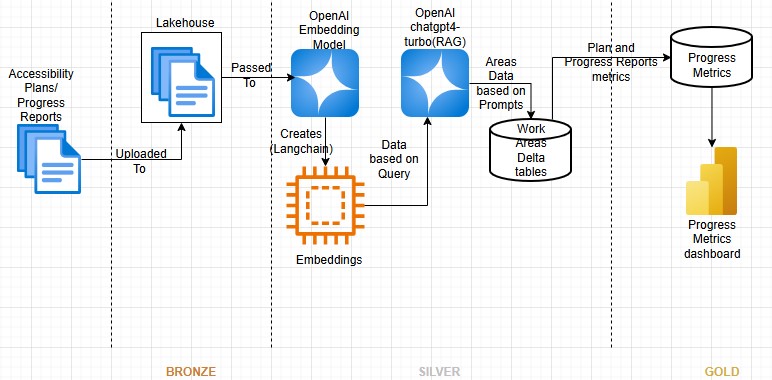 Accessibility
Plans/
Progress
Reports
Uploaded
To
Lakehouse
Passed
To
OpenAI
Embedding
Model
Creates
(Langchain)
Embeddings
Data
based on
Query
OpenAI
chatgpt4-
turbo(RAG)
Areas
Data
based on
Prompts
Work
Areas
Delta
tables
Plan and
Progress Reports
metrics
Progress
Metrics
Progress
Metrics
dashboard
BRONZE
SILVER
GOLD